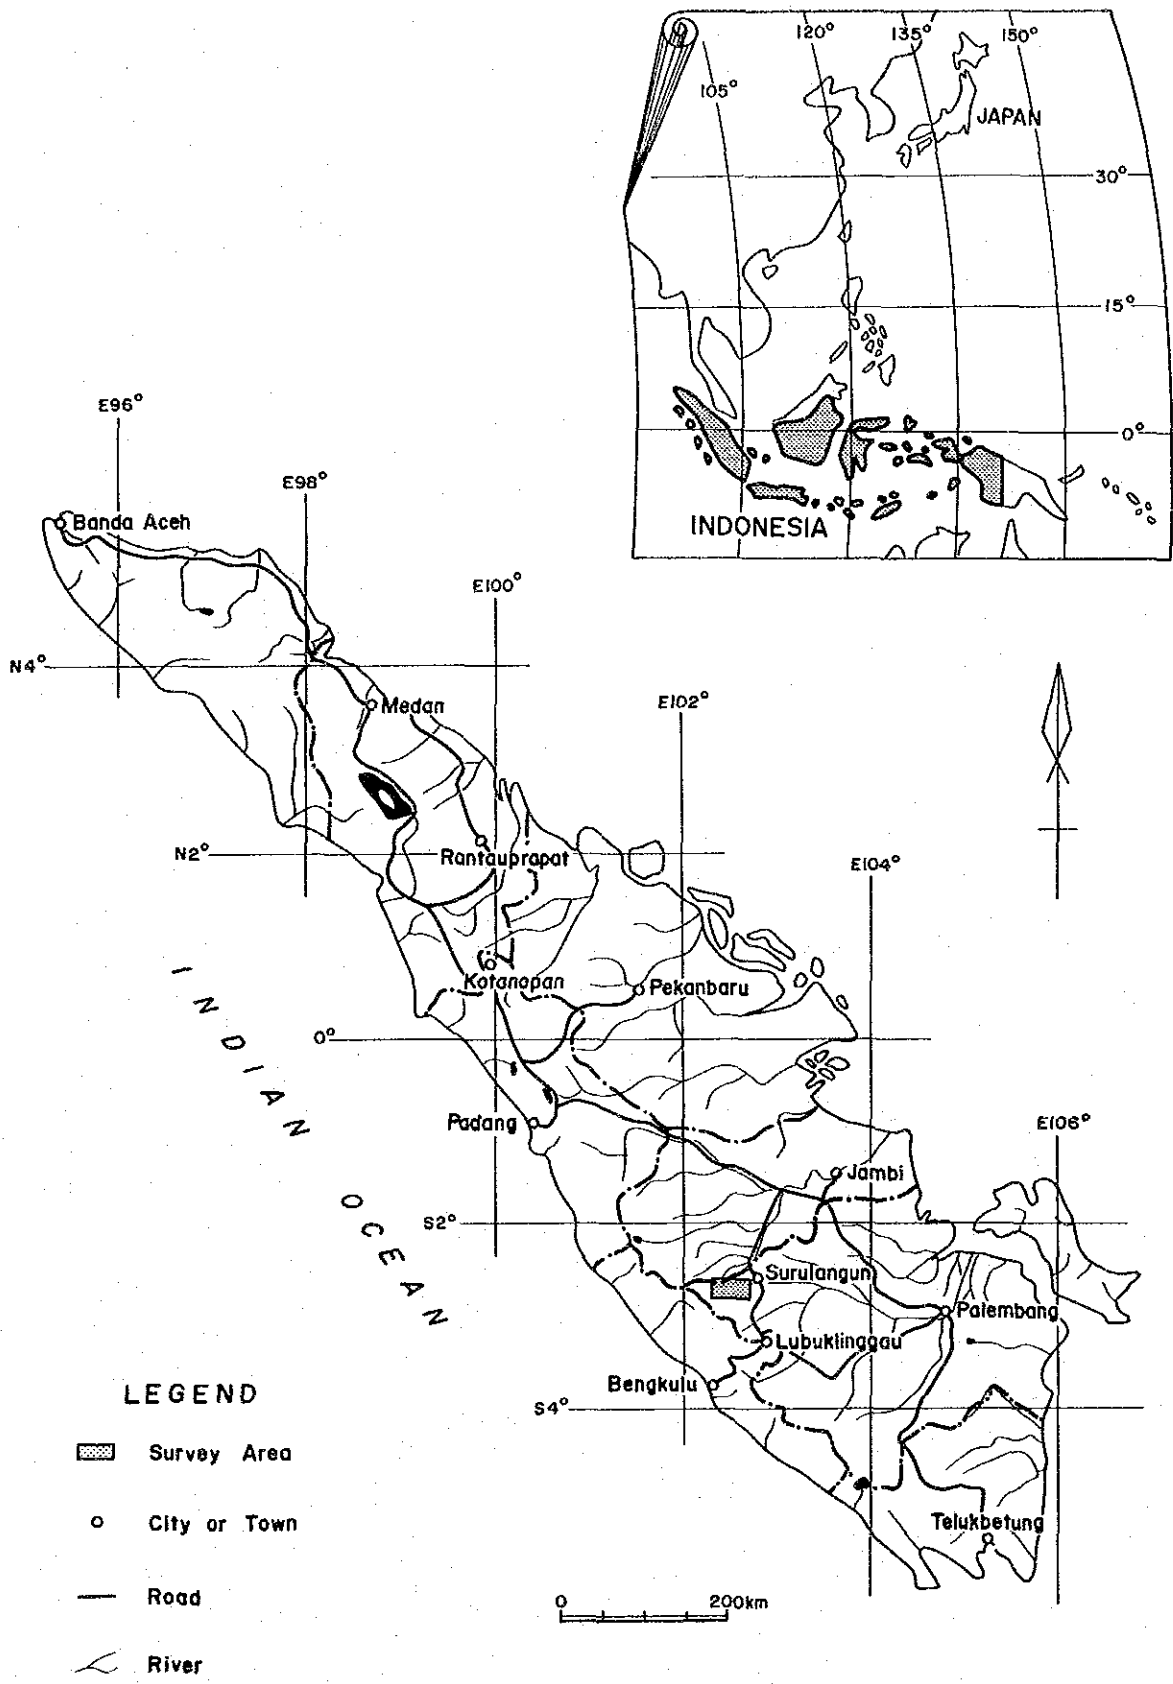 120°
135°
150°
105°
JAPAN
30°
15°
0°
INDONESIA
E96°
E98°
Banda Aceh
E100°
N4°
Medan
E102°
N2°
Rantauprapat
E104°
Kotanopan
Pekanbaru
0°
INDIAN OCEAN
Padang
E106°
Jambi
S2°
Surulangun
Palembang
Lubuklinggau
Bengkulu
S4°
Telukbetung
LEGEND
Survey Area
City or Town
Road
River
0 200km